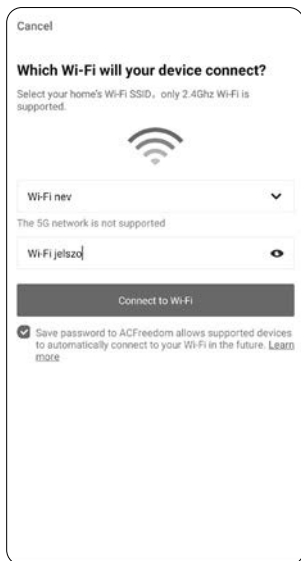 Cancel
Which Wi-Fi will your device connect?
Select your home's Wi-Fi SSID，only 2.4Ghz Wi-Fi is
supported.
Wi-Fi nev
The 5G network is not supported
Wi-Fi jelszo
Connect to Wi-Fi
Save password to ACFreedom allows supported devices
to automatically connect to your Wi-Fi in the future. Learn
more